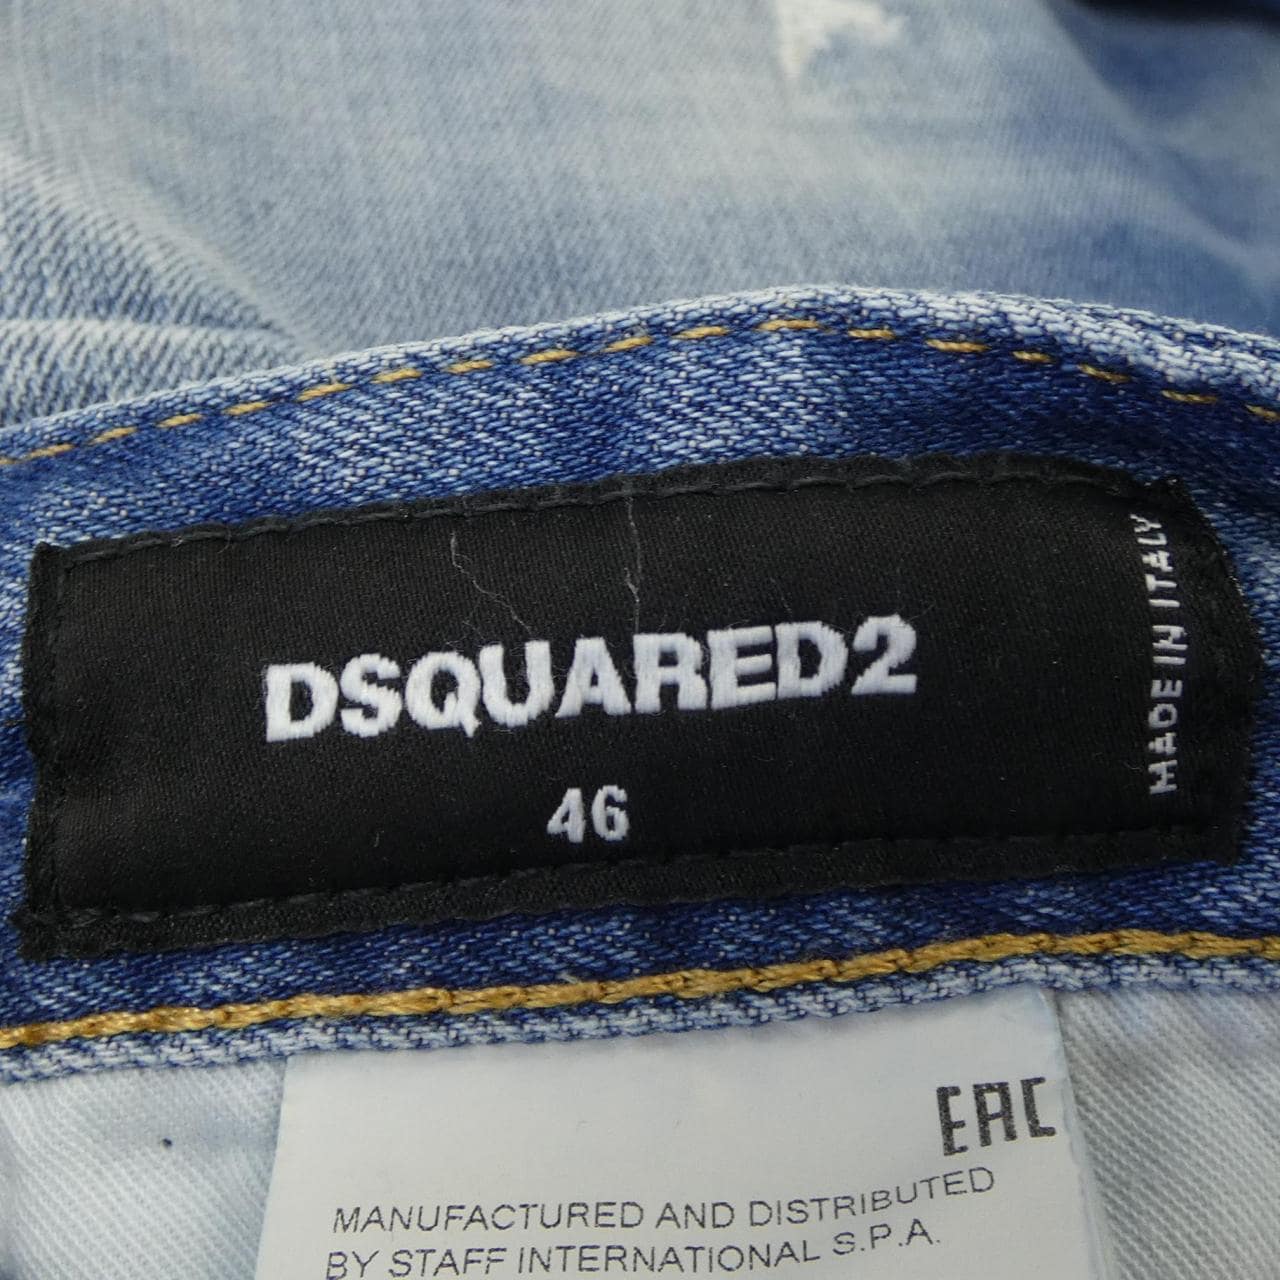 DSQUARED2
46
MADE IN ITALY
EAC
MANUFACTURED AND DISTRIBUTED
BY STAFF INTERNATIONAL S.P.A.